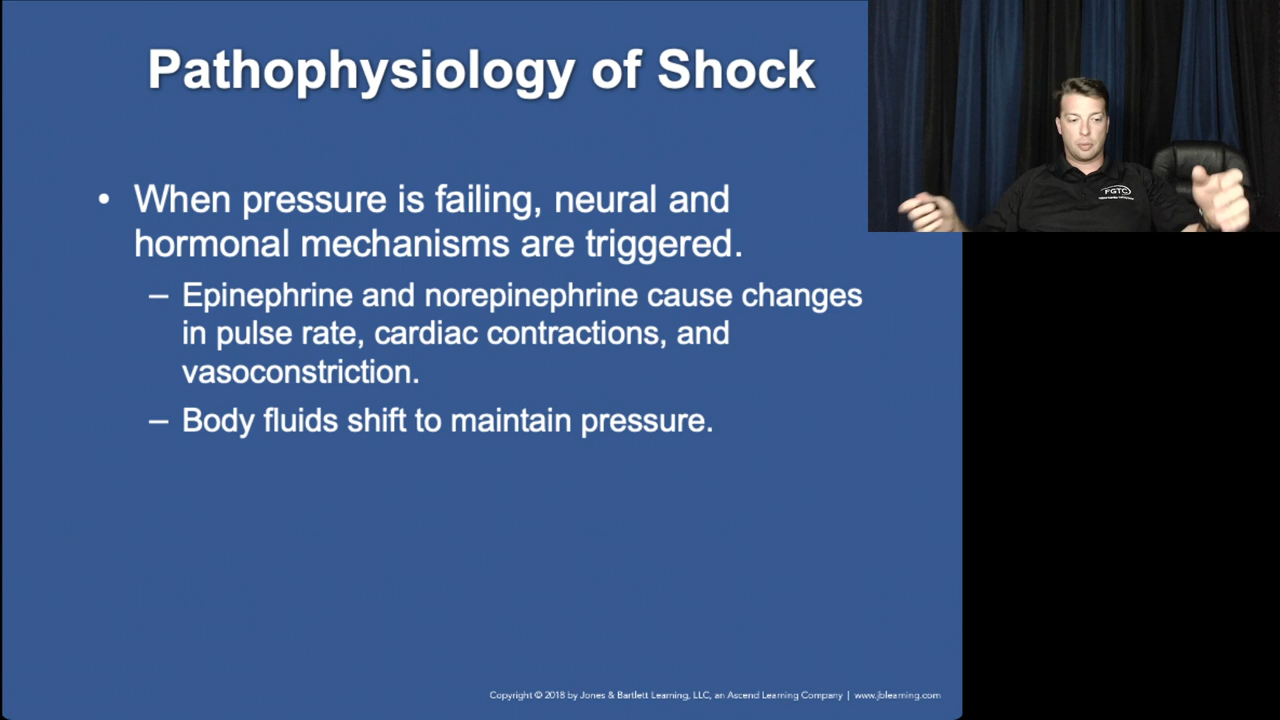 Pathophysiology of Shock
• When pressure is failing, neural and
hormonal mechanisms are triggered.
– Epinephrine and norepinephrine cause changes
in pulse rate, cardiac contractions, and
vasoconstriction.
– Body fluids shift to maintain pressure.
FGTC
Copyright © 2018 by Jones & Bartlett Learning, LLC, an Ascend Learning Company | www.jblearning.com